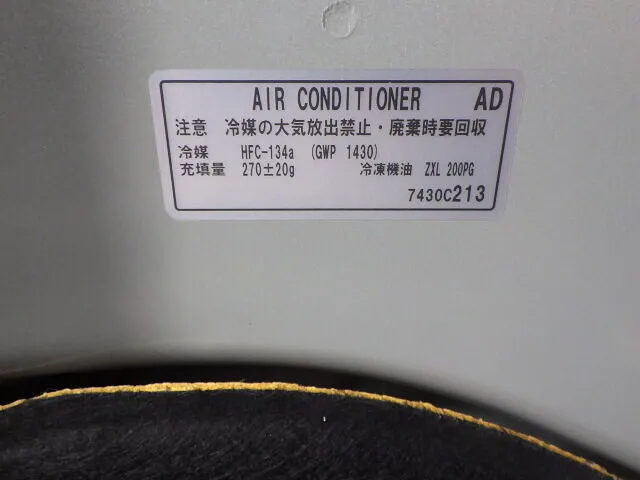 AIR CONDITIONER AD
注意 冷媒の大気放出禁止・廃棄時要回収
冷媒 HFC-134a (GWP 1430)
充填量 270±20g 冷凍機油 ZXL 200PG
7430C213